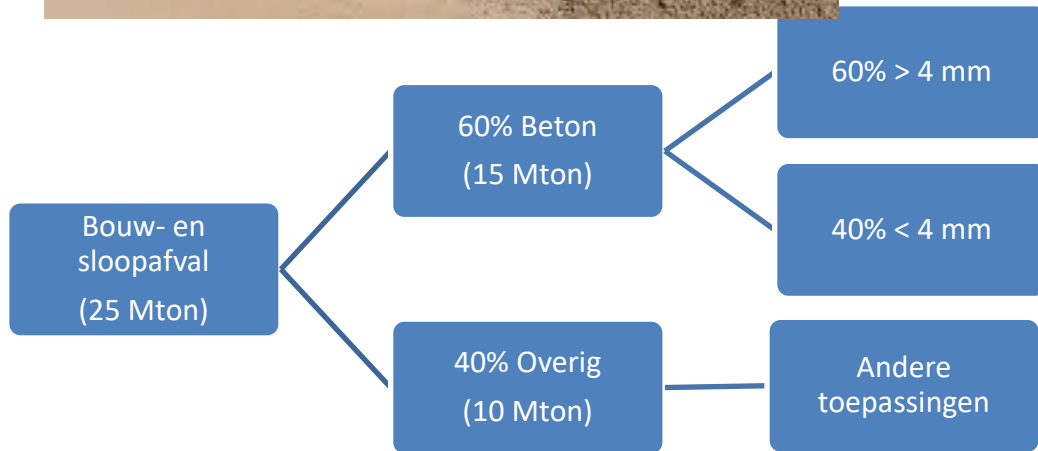 Bouw- en
sloopafval
(25 Mton)
60% Beton
(15 Mton)
40% Overig
(10 Mton)
60% > 4 mm
40% < 4 mm
Andere
toepassingen